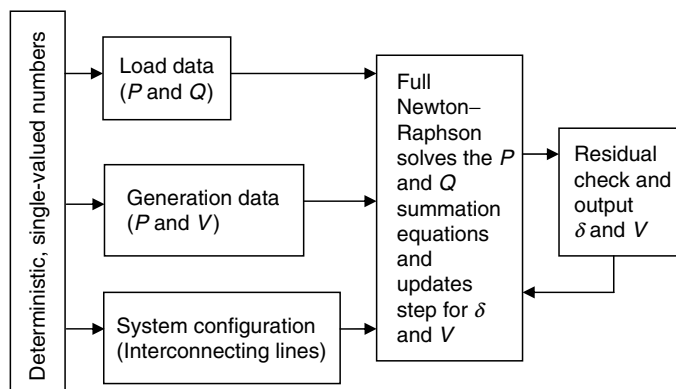 Deterministic, single-valued numbers
Load data
(P and Q)
Generation data
(P and V)
System configuration
(Interconnecting lines)
Full
Newton–
Raphson
solves the P
and Q
summation
equations
and
updates
step for δ
and V
Residual
check and
output
δ and V